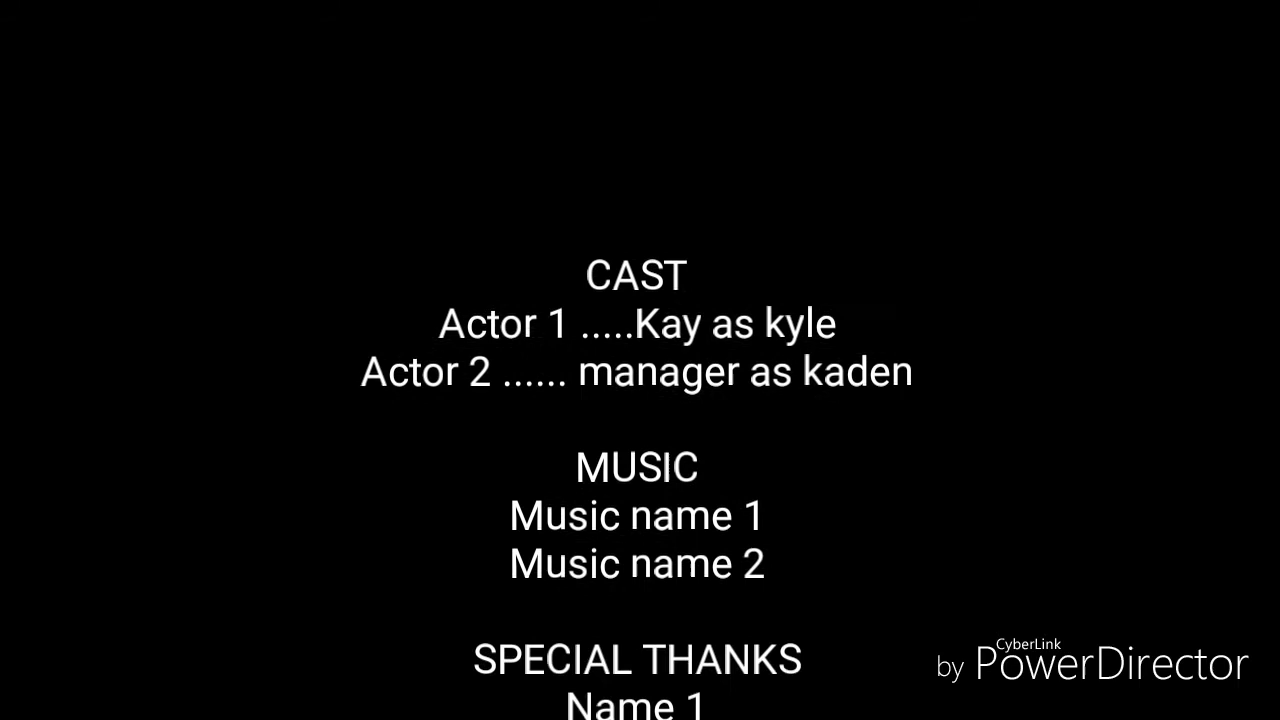 CAST
Actor 1 .....Kay as kyle
Actor 2 ...... manager as kaden
MUSIC
Music name 1
Music name 2
SPECIAL THANKS
Name 1
CyberLink
by PowerDirector